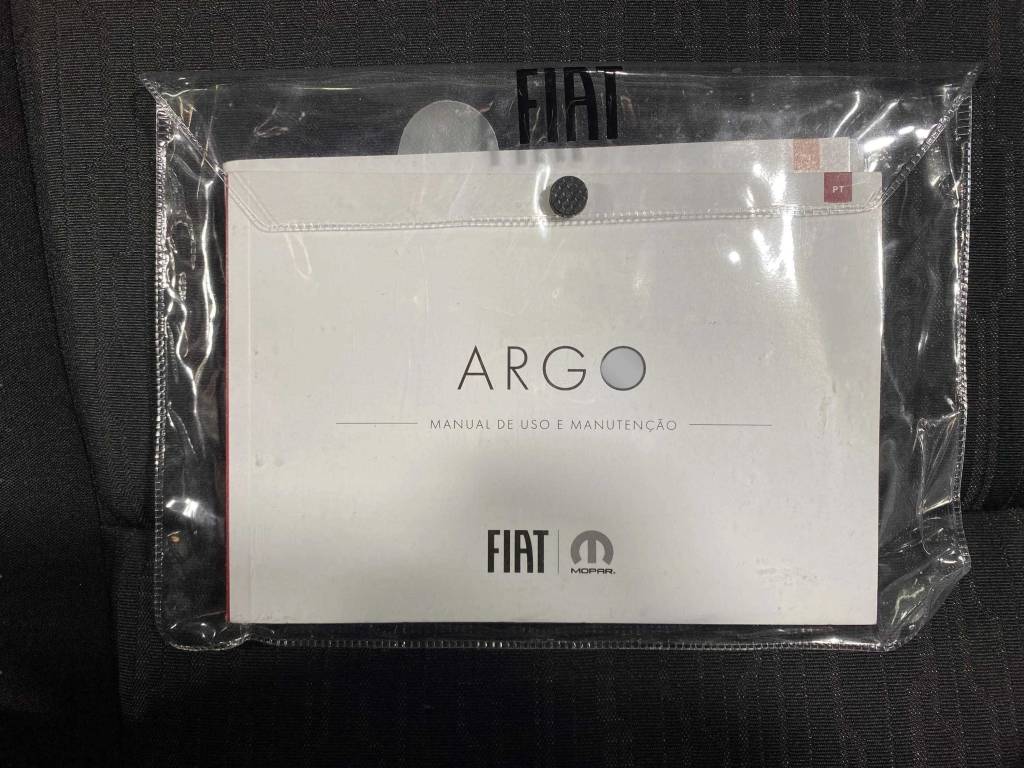 FIAT
PT
ARGO
MANUAL DE USO E MANUTENÇÃO
FIAT MOPAR.